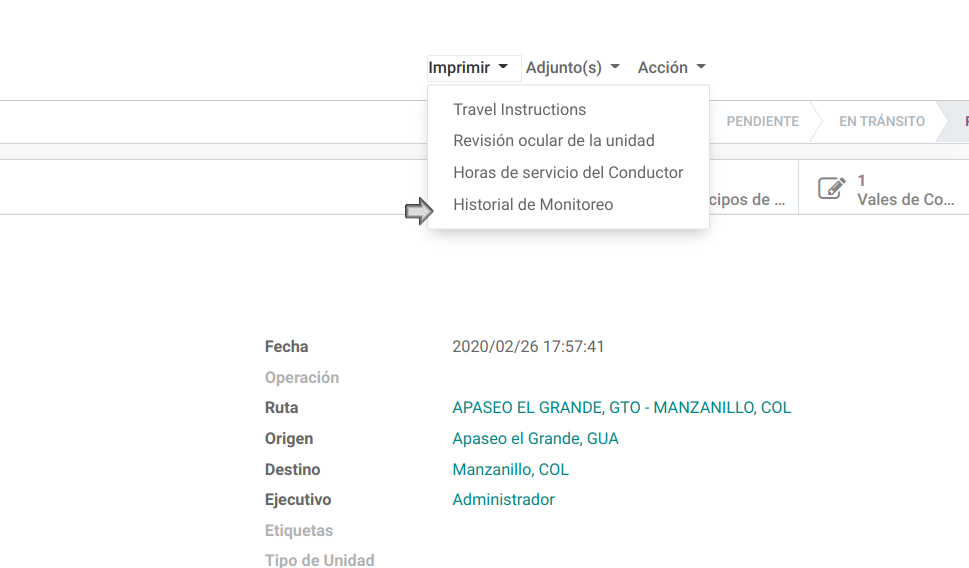 Imprimir Adjunto(s) Acción
Travel Instructions
Revisión ocular de la unidad
Horas de servicio del Conductor
Historial de Monitoreo
PENDIENTE EN TRÁNSITO
cipos de ... 1
Vales de Co...
Fecha 2020/02/26 17:57:41
Operación
Ruta APASEO EL GRANDE, GTO - MANZANILLO, COL
Origen Apaseo el Grande, GUA
Destino Manzanillo, COL
Ejecutivo Administrador
Etiquetas
Tipo de Unidad